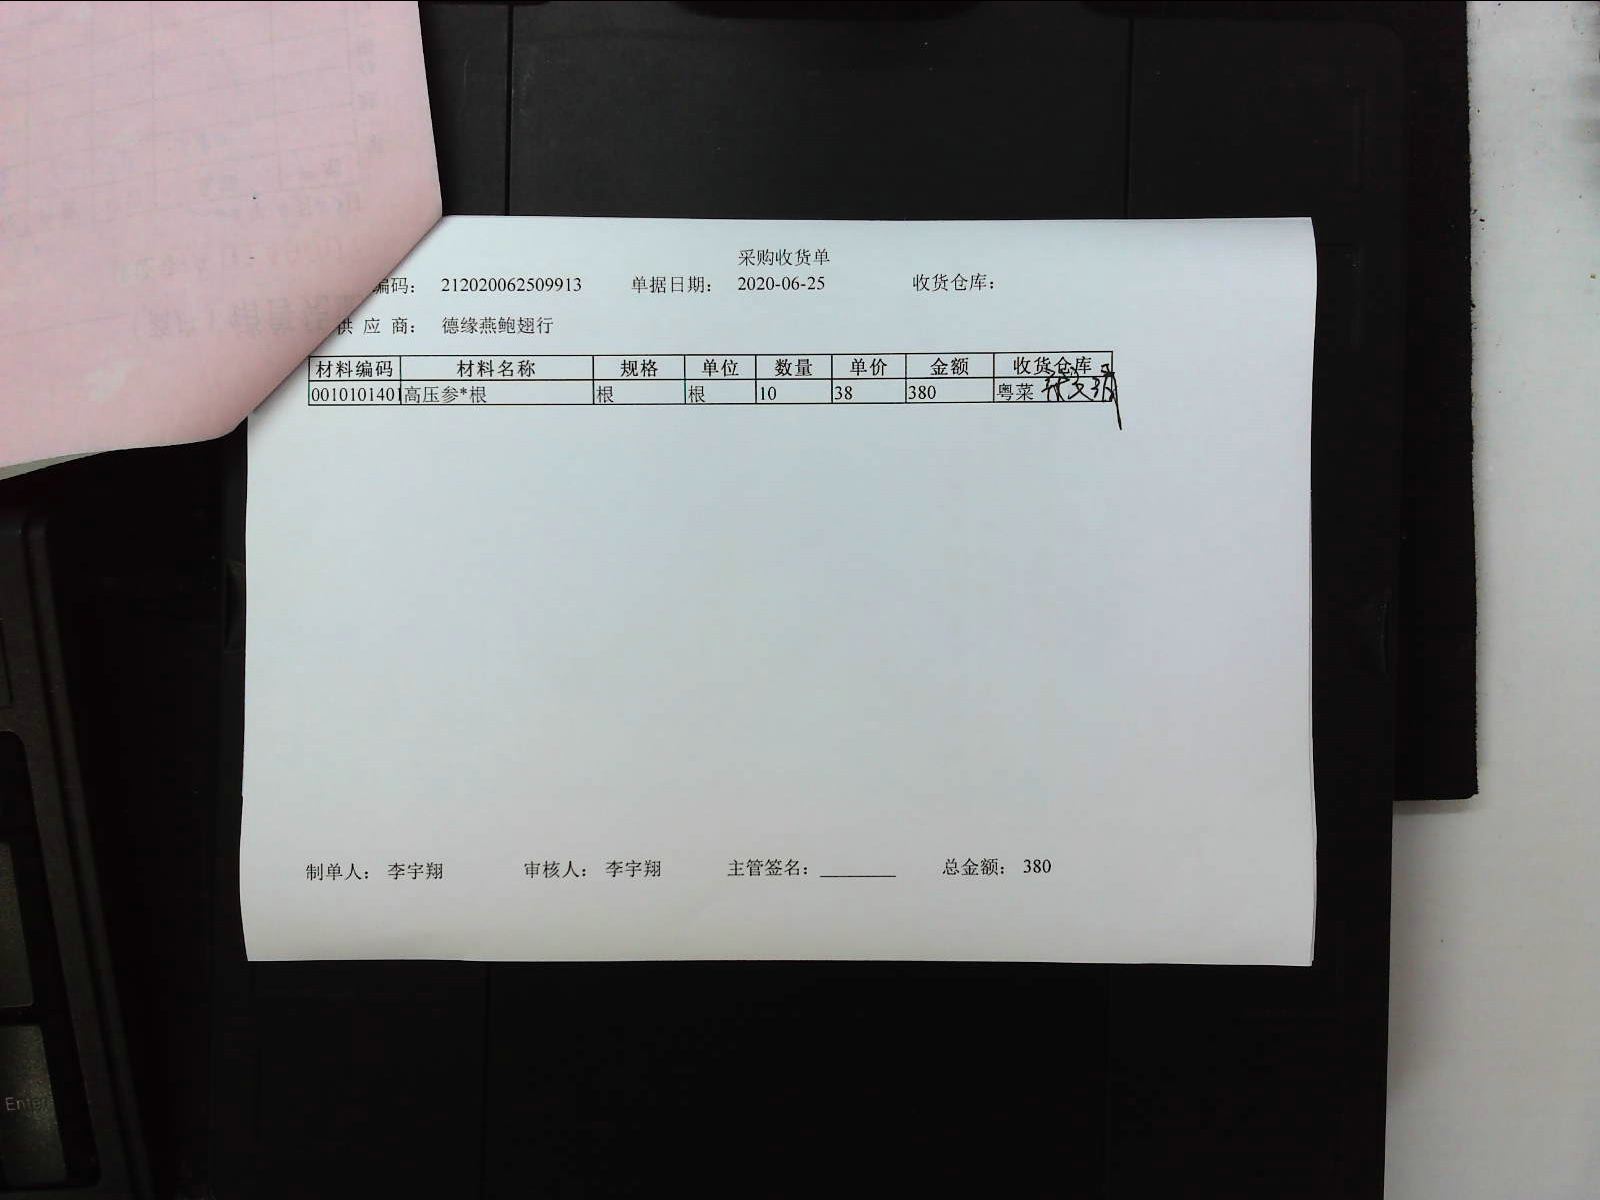 采购收货单
编码： 212020062509913 单据日期： 2020-06-25 收货仓库：
供 应 商： 德缘燕鲍翅行
材料编码 材料名称 规格 单位 数量 单价 金额 收货仓库
0010101401 高压参*根 根 根 10 38 380 粤菜
制单人： 李宇翔 审核人： 李宇翔 主管签名：________ 总金额： 380